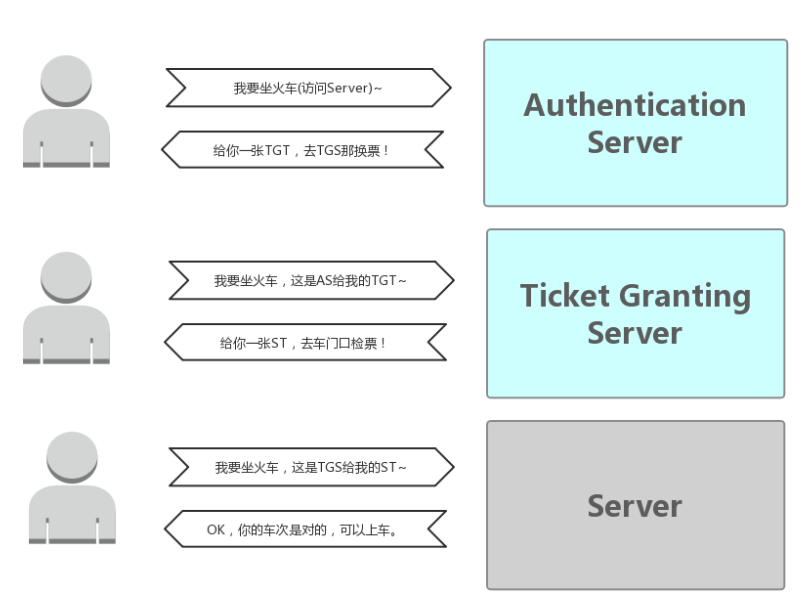 我要坐火车(访问Server)~
给你一张TGT，去TGS那换票！
Authentication
Server
我要坐火车，这是AS给我的TGT~
给你一张ST，去车门口检票！
Ticket Granting
Server
我要坐火车，这是TGS给我的ST~
OK，你的车次是对的，可以上车。
Server